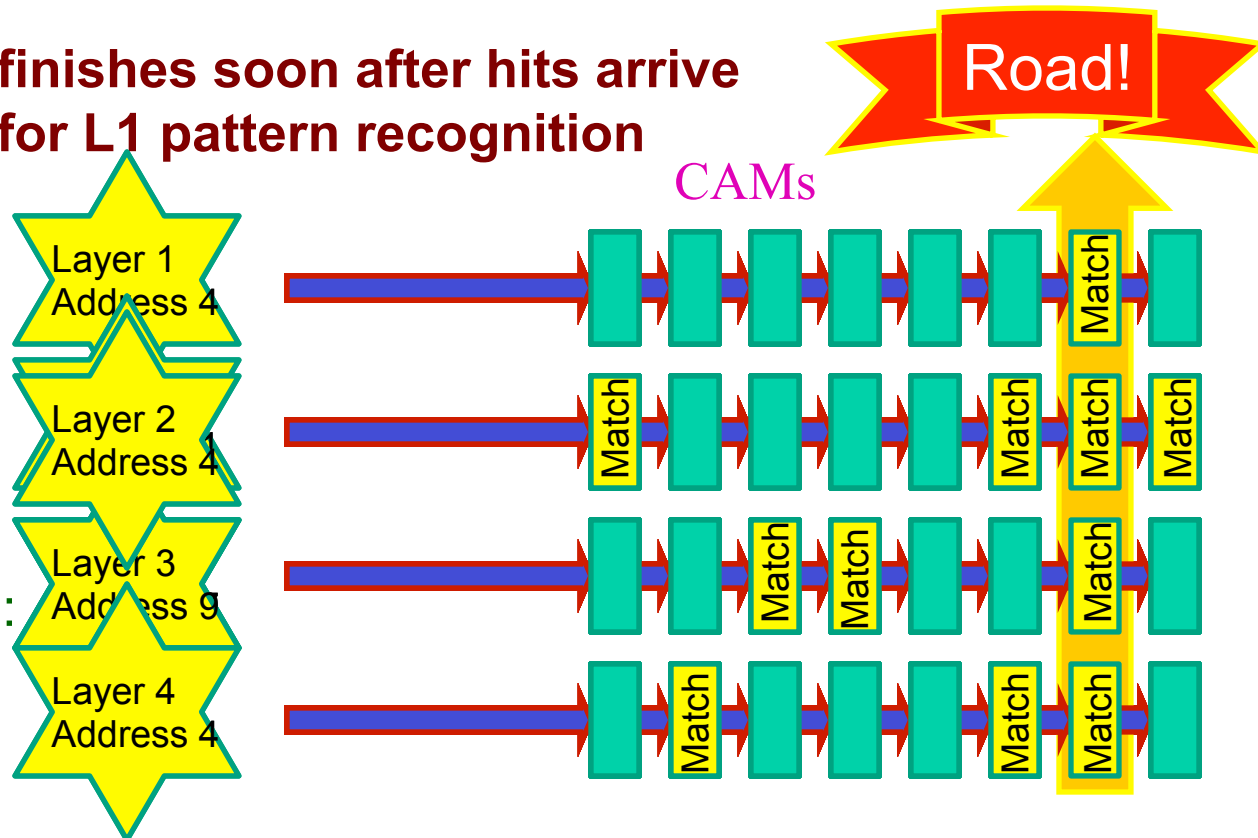 finishes soon after hits arrive
for L1 pattern recognition
Road!
CAMs
Layer 1
Address 4
Match
Layer 2
Address 4
Match
Match
Match
Match
Layer 3
Address 9
:
Match
Match
Match
Layer 4
Address 4
Match
Match
Match